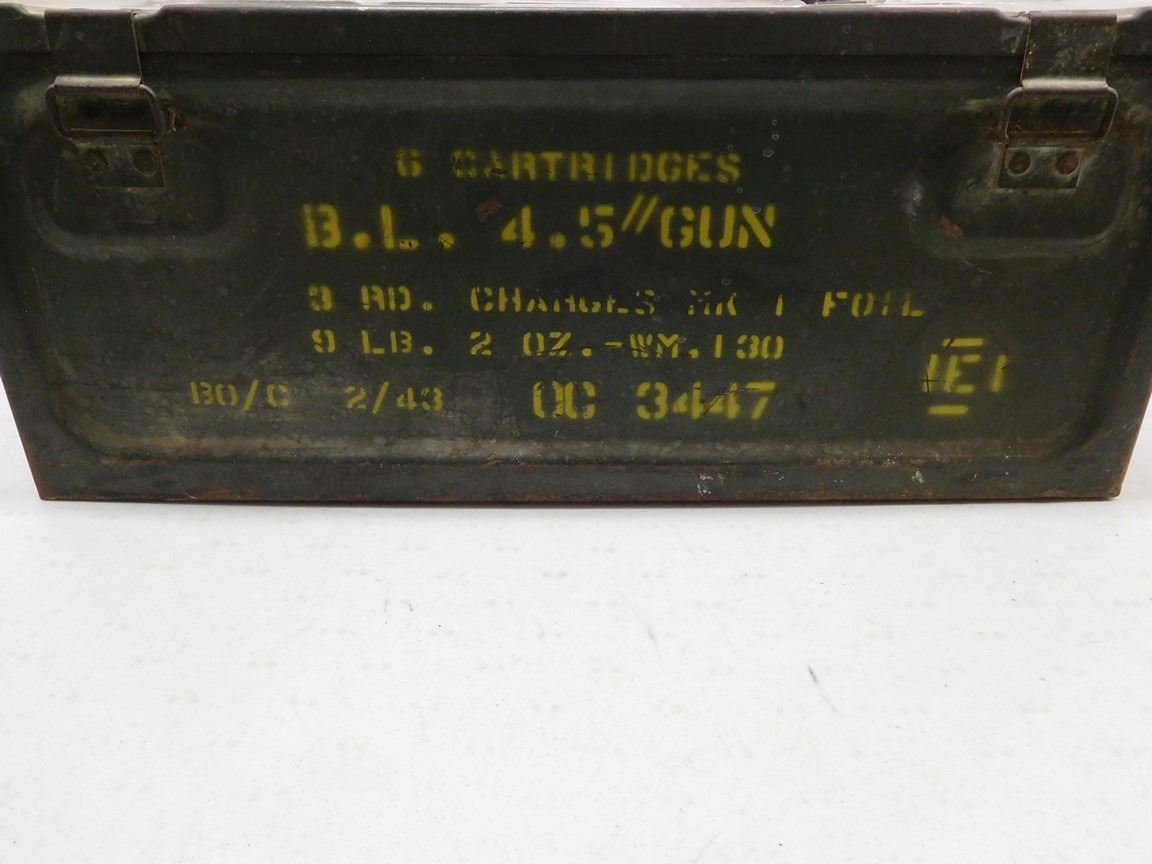 6 CARTRIDGES
B.L. 4.5" GUN
3 RD. CHARGES MK I FOIL
9 LB. 2 OZ.-WM.130
BO/C 2/43 OC 3447
E